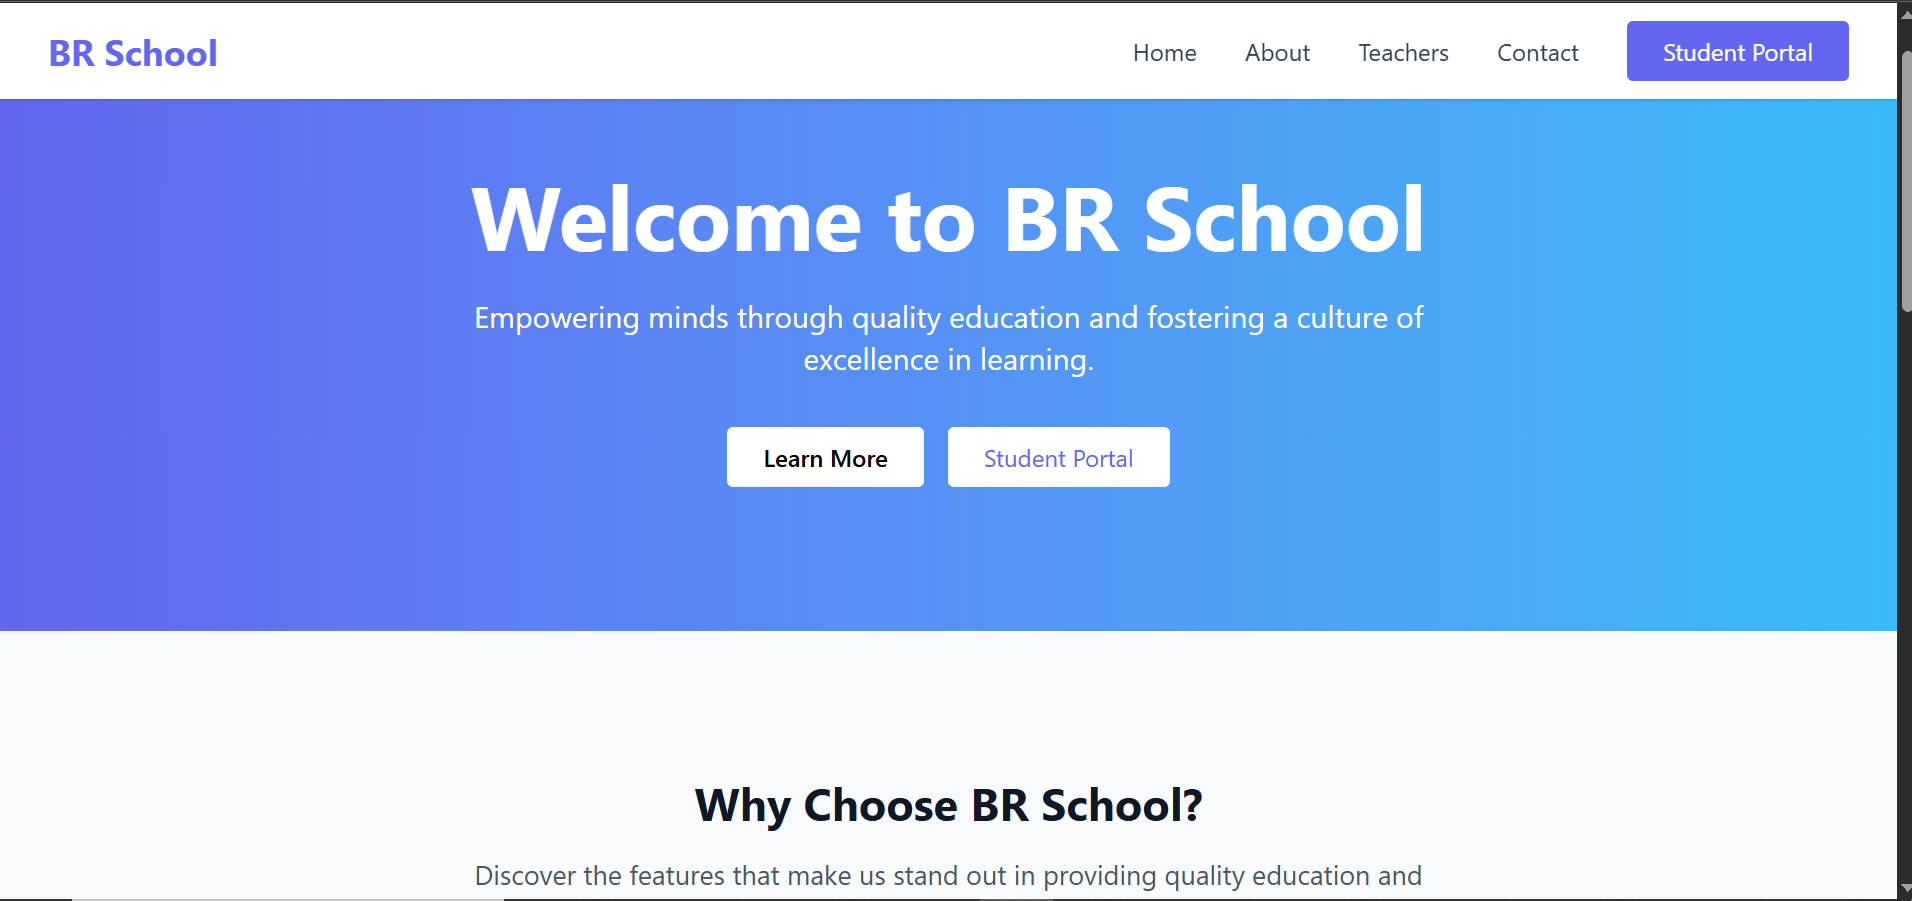 BR School
Home
About
Teachers
Contact
Student Portal
Welcome to BR School
Empowering minds through quality education and fostering a culture of
excellence in learning.
Learn More
Student Portal
Why Choose BR School?
Discover the features that make us stand out in providing quality education and